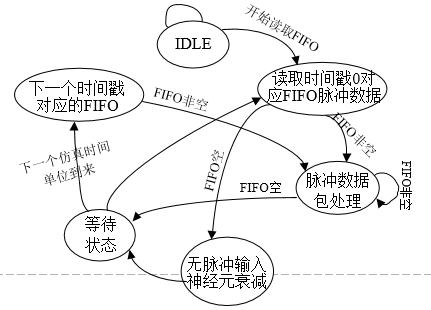 IDLE
开始读取FIFO
下一个时间戳
对应的FIFO
FIFO非空
读取时间戳0对
应FIFO脉冲数据
FIFO非空
下一个仿真时间
单位到来
FIFO空
FIFO空
脉冲数据
包处理
FIFO非空
等待
状态
无脉冲输入
神经元衰减